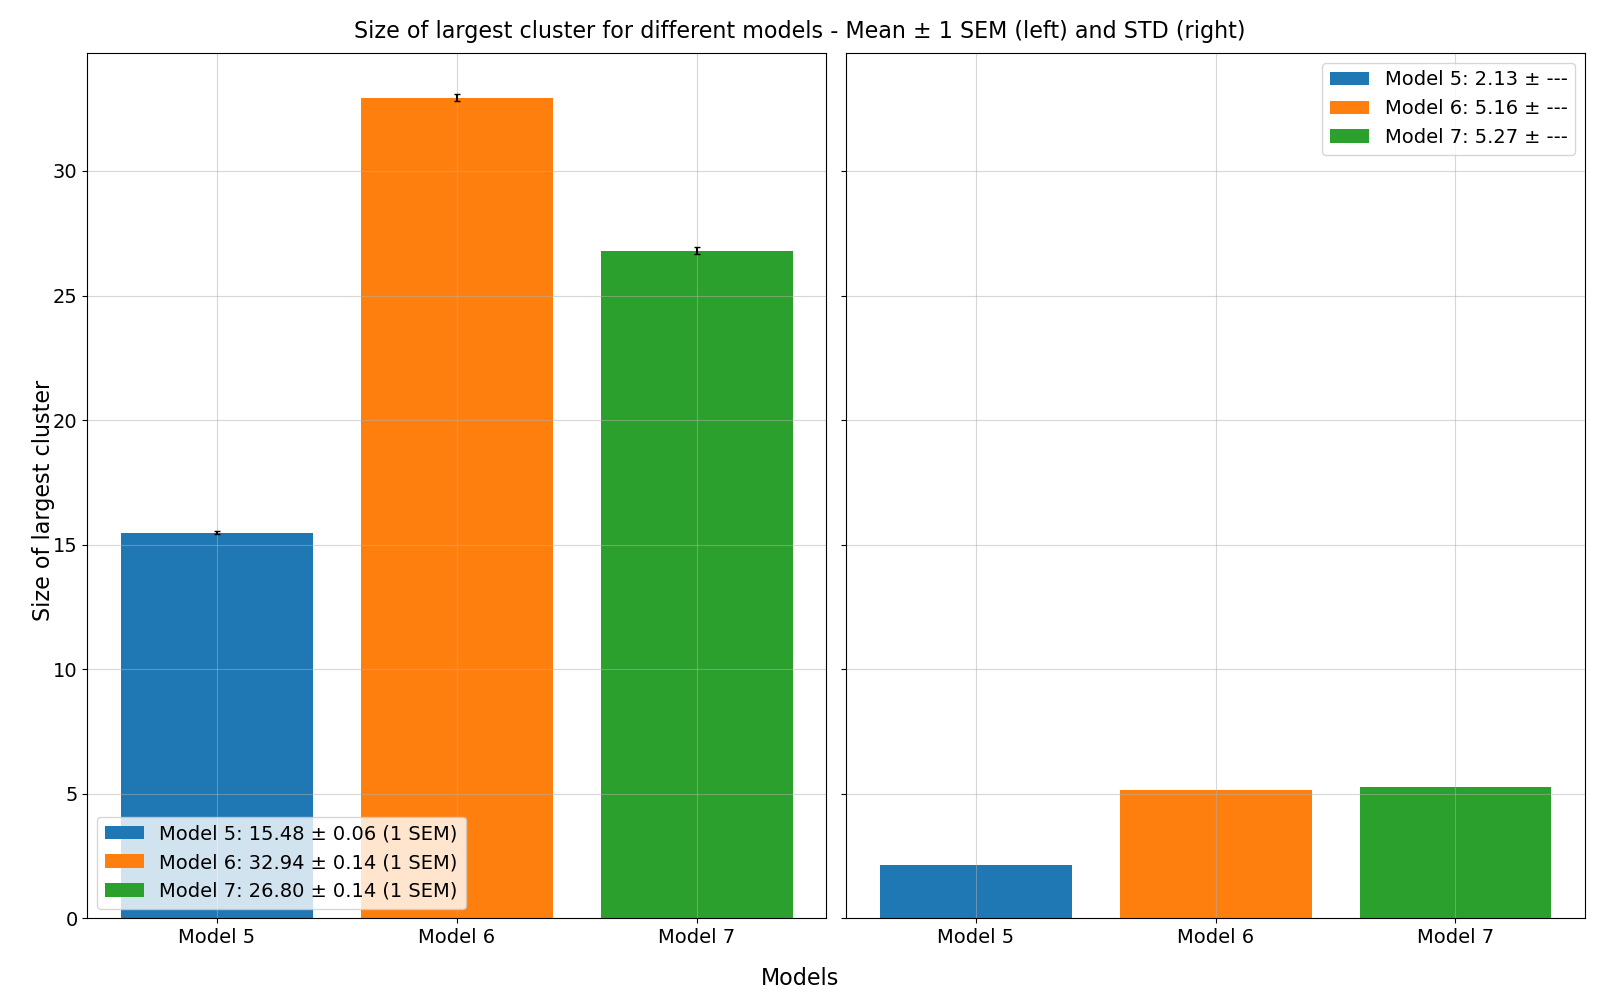 Size of largest cluster for different models - Mean ± 1 SEM (left) and STD (right)
Size of largest cluster
30
25
20
15
10
5
0
Model 5: 15.48 ± 0.06 (1 SEM)
Model 6: 32.94 ± 0.14 (1 SEM)
Model 7: 26.80 ± 0.14 (1 SEM)
Model 5 Model 6 Model 7
Model 5: 2.13 ± ---
Model 6: 5.16 ± ---
Model 7: 5.27 ± ---
Model 5 Model 6 Model 7
Models